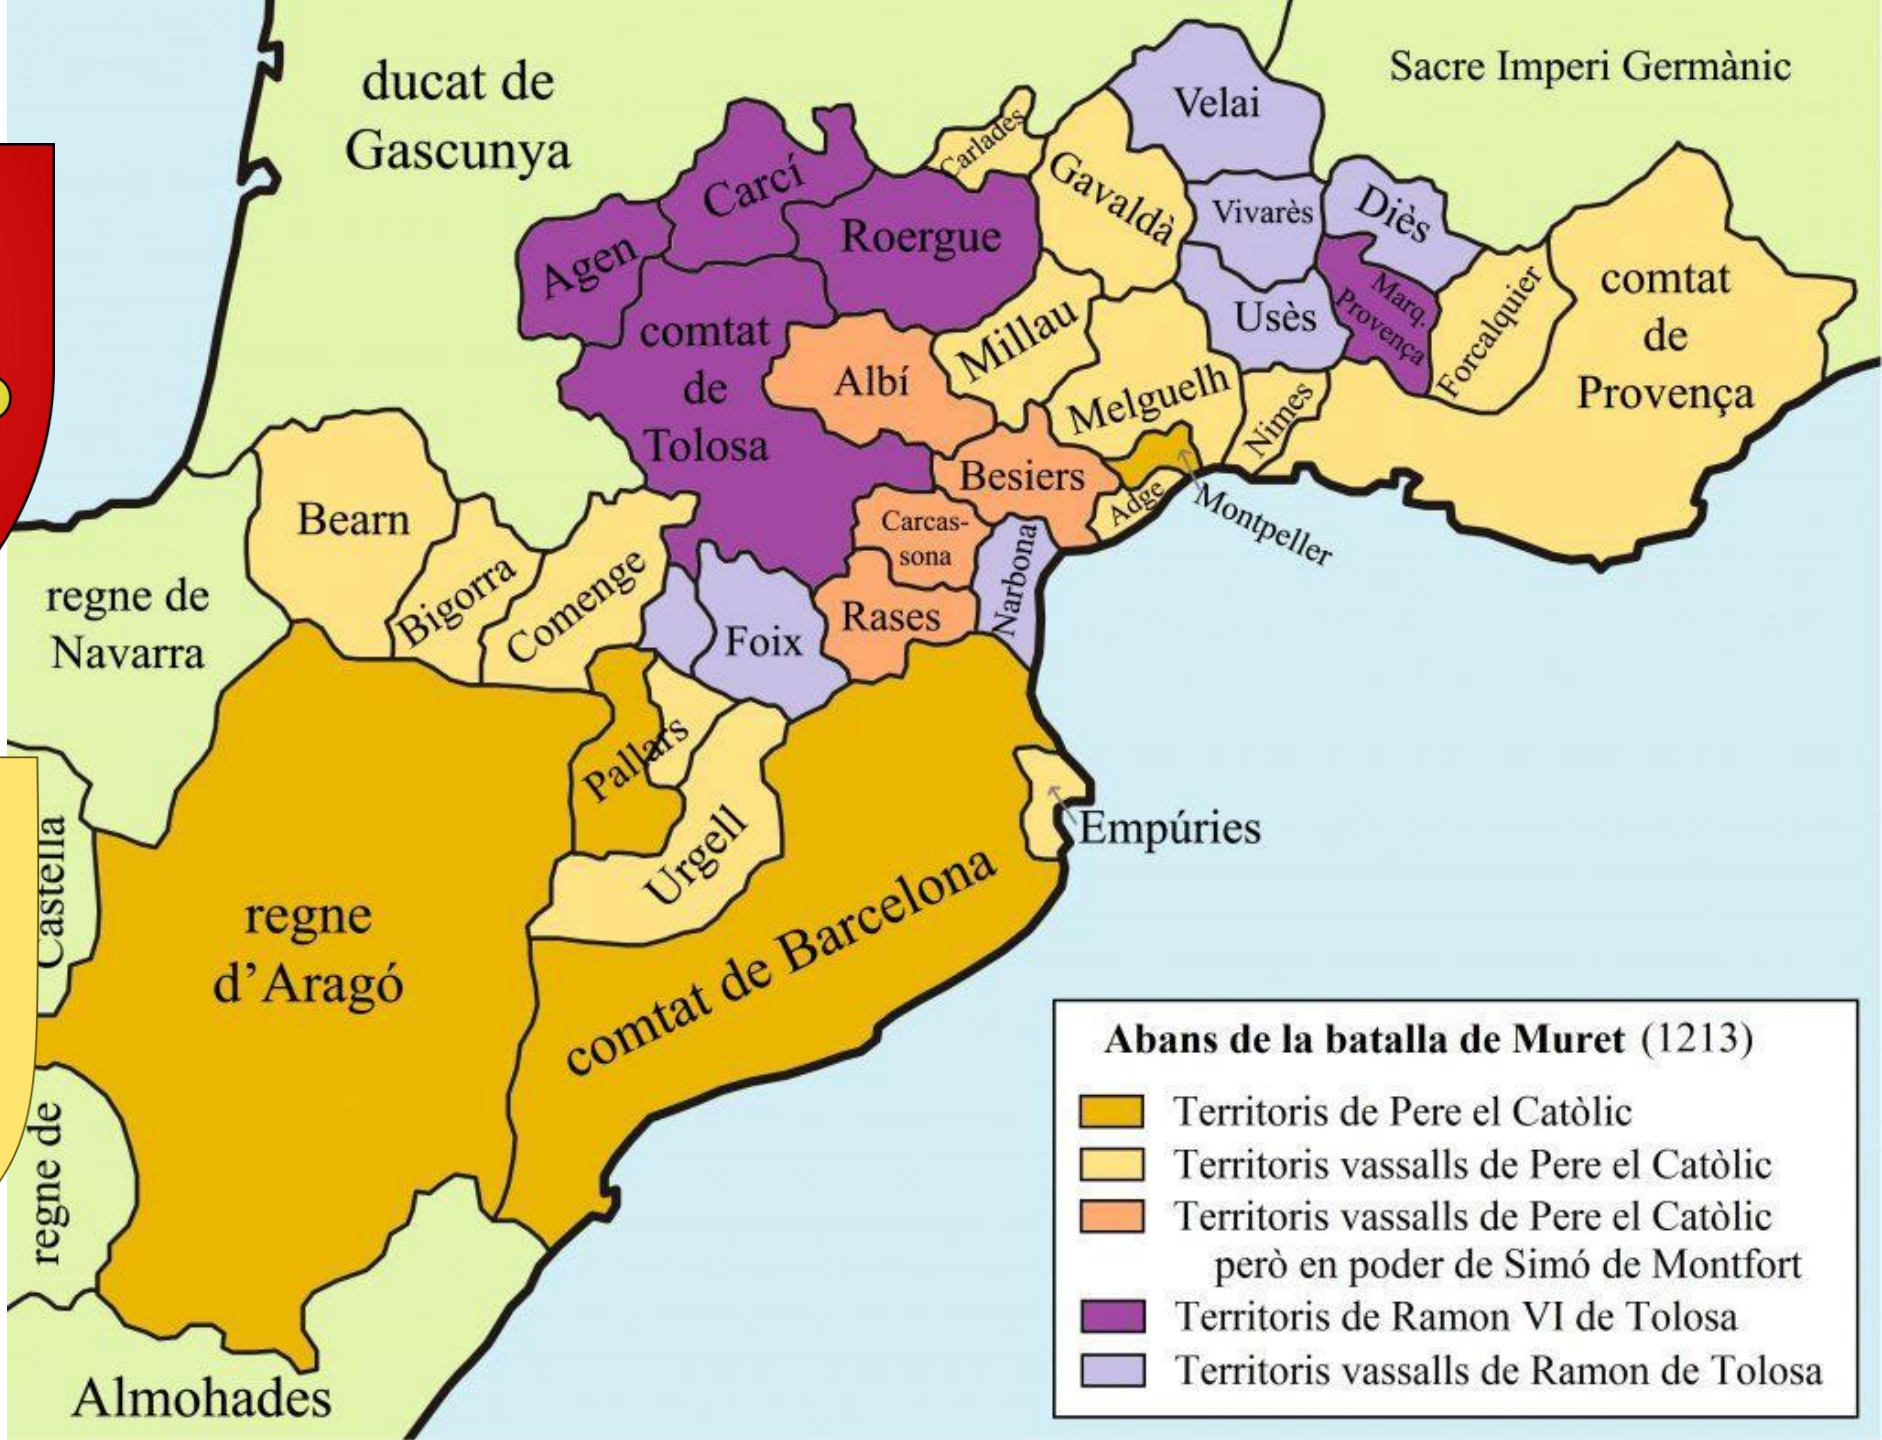 ducat de
Gascunya
Sacre Imperi Germànic
Velai
Carlades
Gavaldà
Carcí
Vivarès
Diès
Agen
Roergue
Marq.
Provença
Forcalquier
comtat
de
Provença
comtat
de
Tolosa
Millau
Usès
Albí
Melguelh
Nimes
Besiers
Adge
Montpeller
Bearn
Carcas-
sona
Narbona
Bigorra
Comenge
regne de
Navarra
Foix
Rases
Pallars
Urgell
Empúries
Castella
regne
d'Aragó
comtat de Barcelona
regne de
Almohades
Abans de la batalla de Muret (1213)
Territoris de Pere el Catòlic
Territoris vassalls de Pere el Catòlic
Territoris vassalls de Pere el Catòlic
però en poder de Simó de Montfort
Territoris de Ramon VI de Tolosa
Territoris vassalls de Ramon de Tolosa